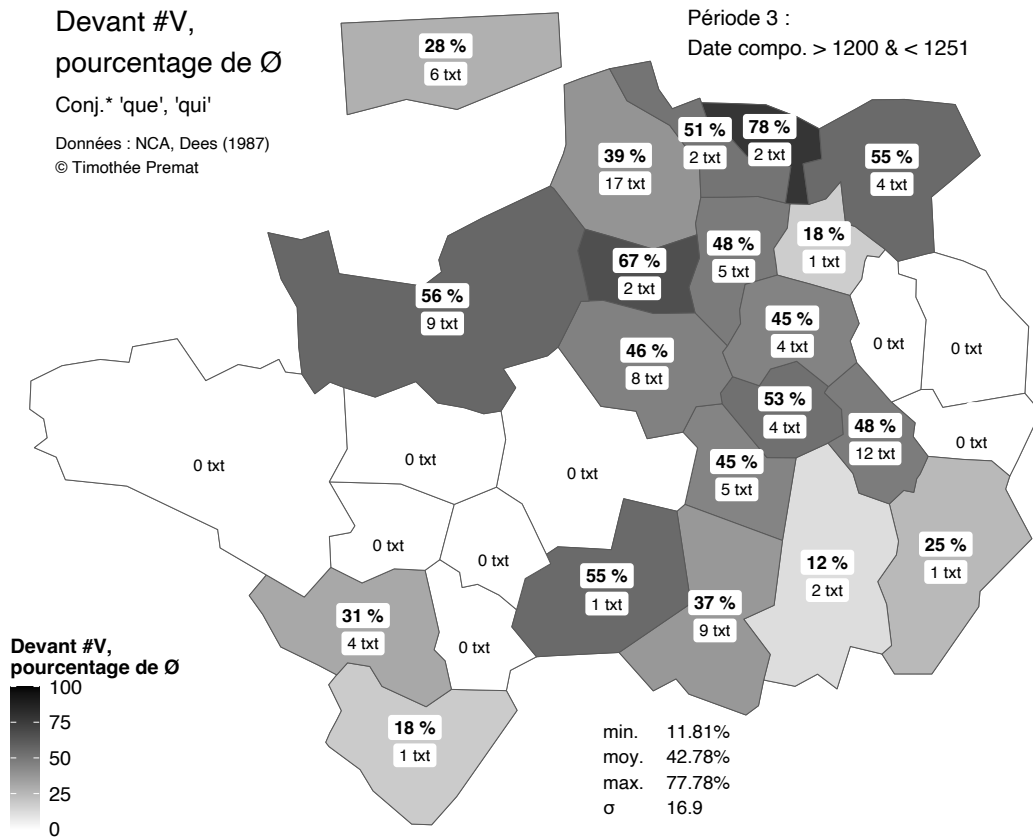 Devant #V,
pourcentage de Ø
Conj.* 'que', 'qui'
Données : NCA, Dees (1987)
© Timothée Premat
Période 3 :
Date compo. > 1200 & < 1251
28 %
6 txt
51 %
2 txt
78 %
2 txt
39 %
17 txt
55 %
4 txt
18 %
1 txt
48 %
5 txt
67 %
2 txt
56 %
9 txt
45 %
4 txt
0 txt
0 txt
46 %
8 txt
53 %
4 txt
48 %
12 txt
0 txt
0 txt
0 txt
0 txt
45 %
5 txt
0 txt
0 txt
55 %
1 txt
12 %
2 txt
25 %
1 txt
37 %
9 txt
31 %
4 txt
0 txt
18 %
1 txt
Devant #V,
pourcentage de Ø
100
75
50
25
0
min. 11.81%
moy. 42.78%
max. 77.78%
σ 16.9